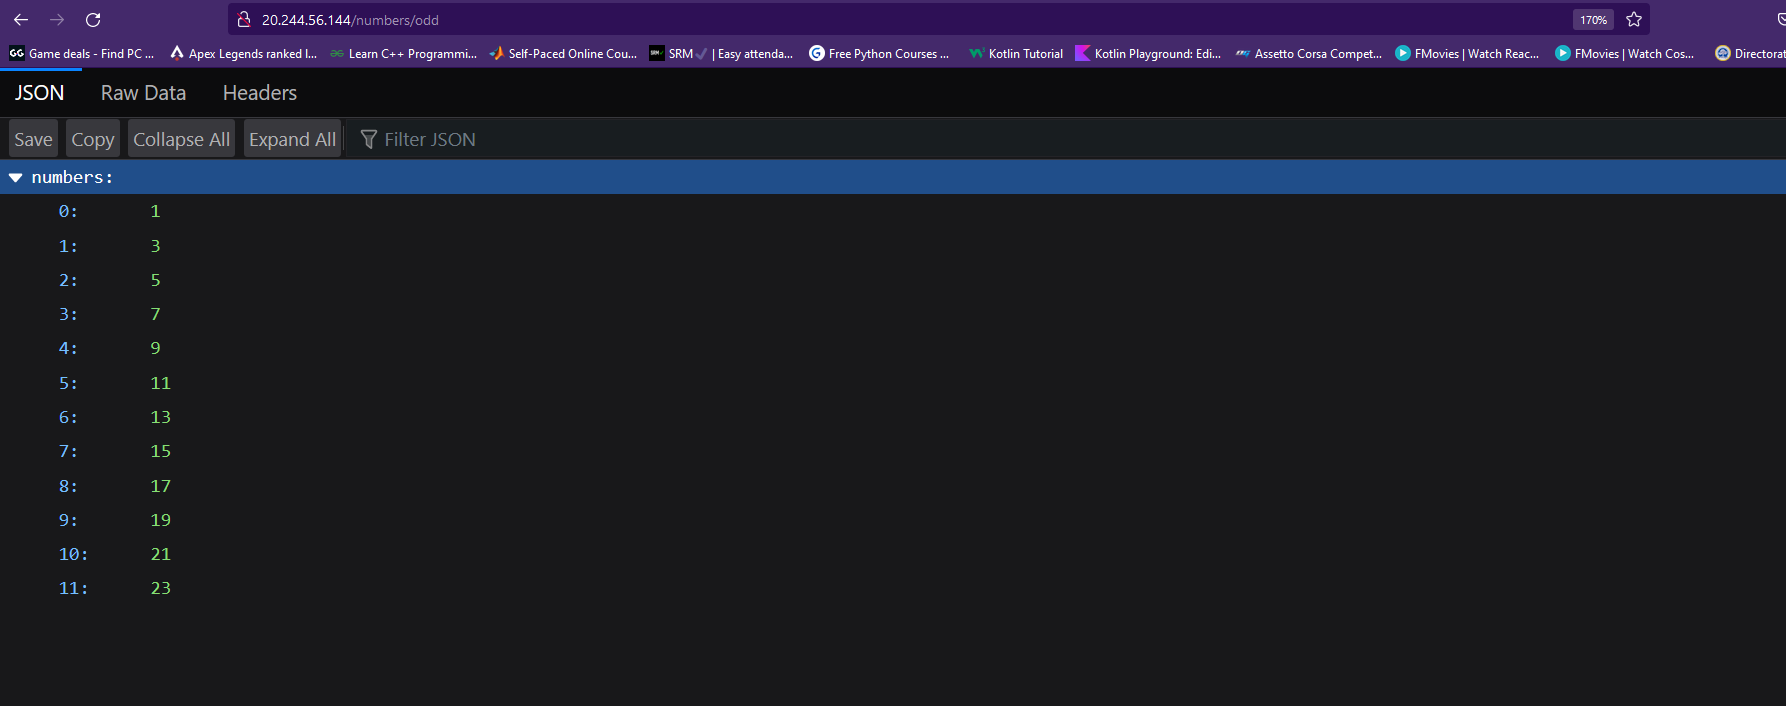 20.244.56.144/numbers/odd 170%
GG Game deals - Find PC ... Apex Legends ranked l... Learn C++ Programmi... Self-Paced Online Cou... SRM✓ | Easy attenda... Free Python Courses ... Kotlin Tutorial Kotlin Playground: Edi... Assetto Corsa Compet... FMovies | Watch Reac... FMovies | Watch Cos... Directorat
JSON Raw Data Headers
Save Copy Collapse All Expand All Filter JSON
numbers:
0: 1
1: 3
2: 5
3: 7
4: 9
5: 11
6: 13
7: 15
8: 17
9: 19
10: 21
11: 23